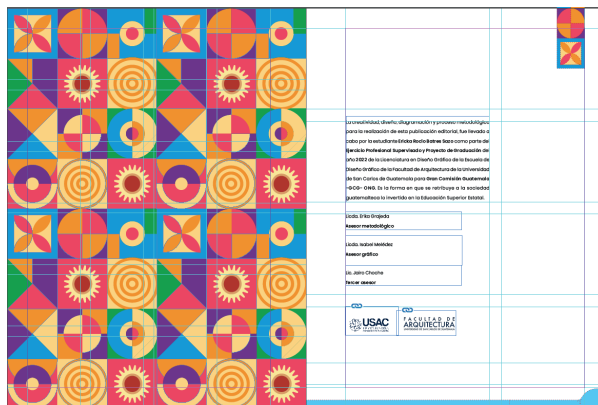 La creatividad, diseño, diagramación y proceso metodológico
para la realización de esta publicación editorial, fue llevado a
cabo por la estudiante Ericka Rocío Batres Sazo como parte del
Ejercicio Profesional Supervisado y Proyecto de Graduación del
año 2022 de la Licenciatura en Diseño Gráfico de la Escuela de
Diseño Gráfico de la Facultad de Arquitectura de la Universidad
de San Carlos de Guatemala para Gran Comisión Guatemala
-GCG- ONG. Es la forma en que se retribuye a la sociedad
guatemalteca lo invertido en la Educación Superior Estatal.
Licda. Erika Grajeda
Asesor metodológico
Licda. Isabel Meléndez
Asesor gráfico
Lic. Jairo Choche
Tercer asesor
USAC
FACULTAD DE
ARQUITECTURA